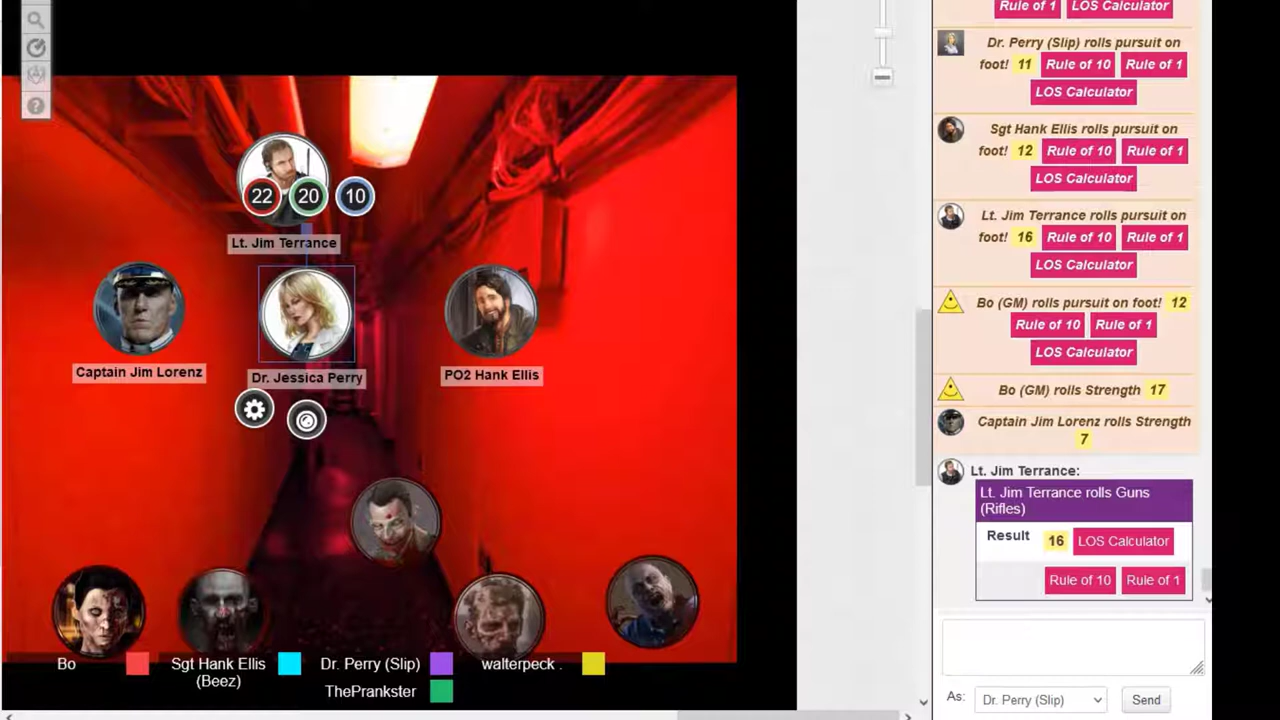 22
20
10
Lt. Jim Terrance
Captain Jim Lorenz
Dr. Jessica Perry
PO2 Hank Ellis
Bo
Sgt Hank Ellis
(Beez)
Dr. Perry (Slip)
walterpeck .
ThePrankster
Rule of 1 LOS Calculator
Dr. Perry (Slip) rolls pursuit on
foot! 11 Rule of 10 Rule of 1
LOS Calculator
Sgt Hank Ellis rolls pursuit on
foot! 12 Rule of 10 Rule of 1
LOS Calculator
Lt. Jim Terrance rolls pursuit on
foot! 16 Rule of 10 Rule of 1
LOS Calculator
Bo (GM) rolls pursuit on foot! 12
Rule of 10 Rule of 1
LOS Calculator
Bo (GM) rolls Strength 17
Captain Jim Lorenz rolls Strength
7
Lt. Jim Terrance:
Lt. Jim Terrance rolls Guns
(Rifles)
Result 16 LOS Calculator
Rule of 10 Rule of 1
As: Dr. Perry (Slip) Send